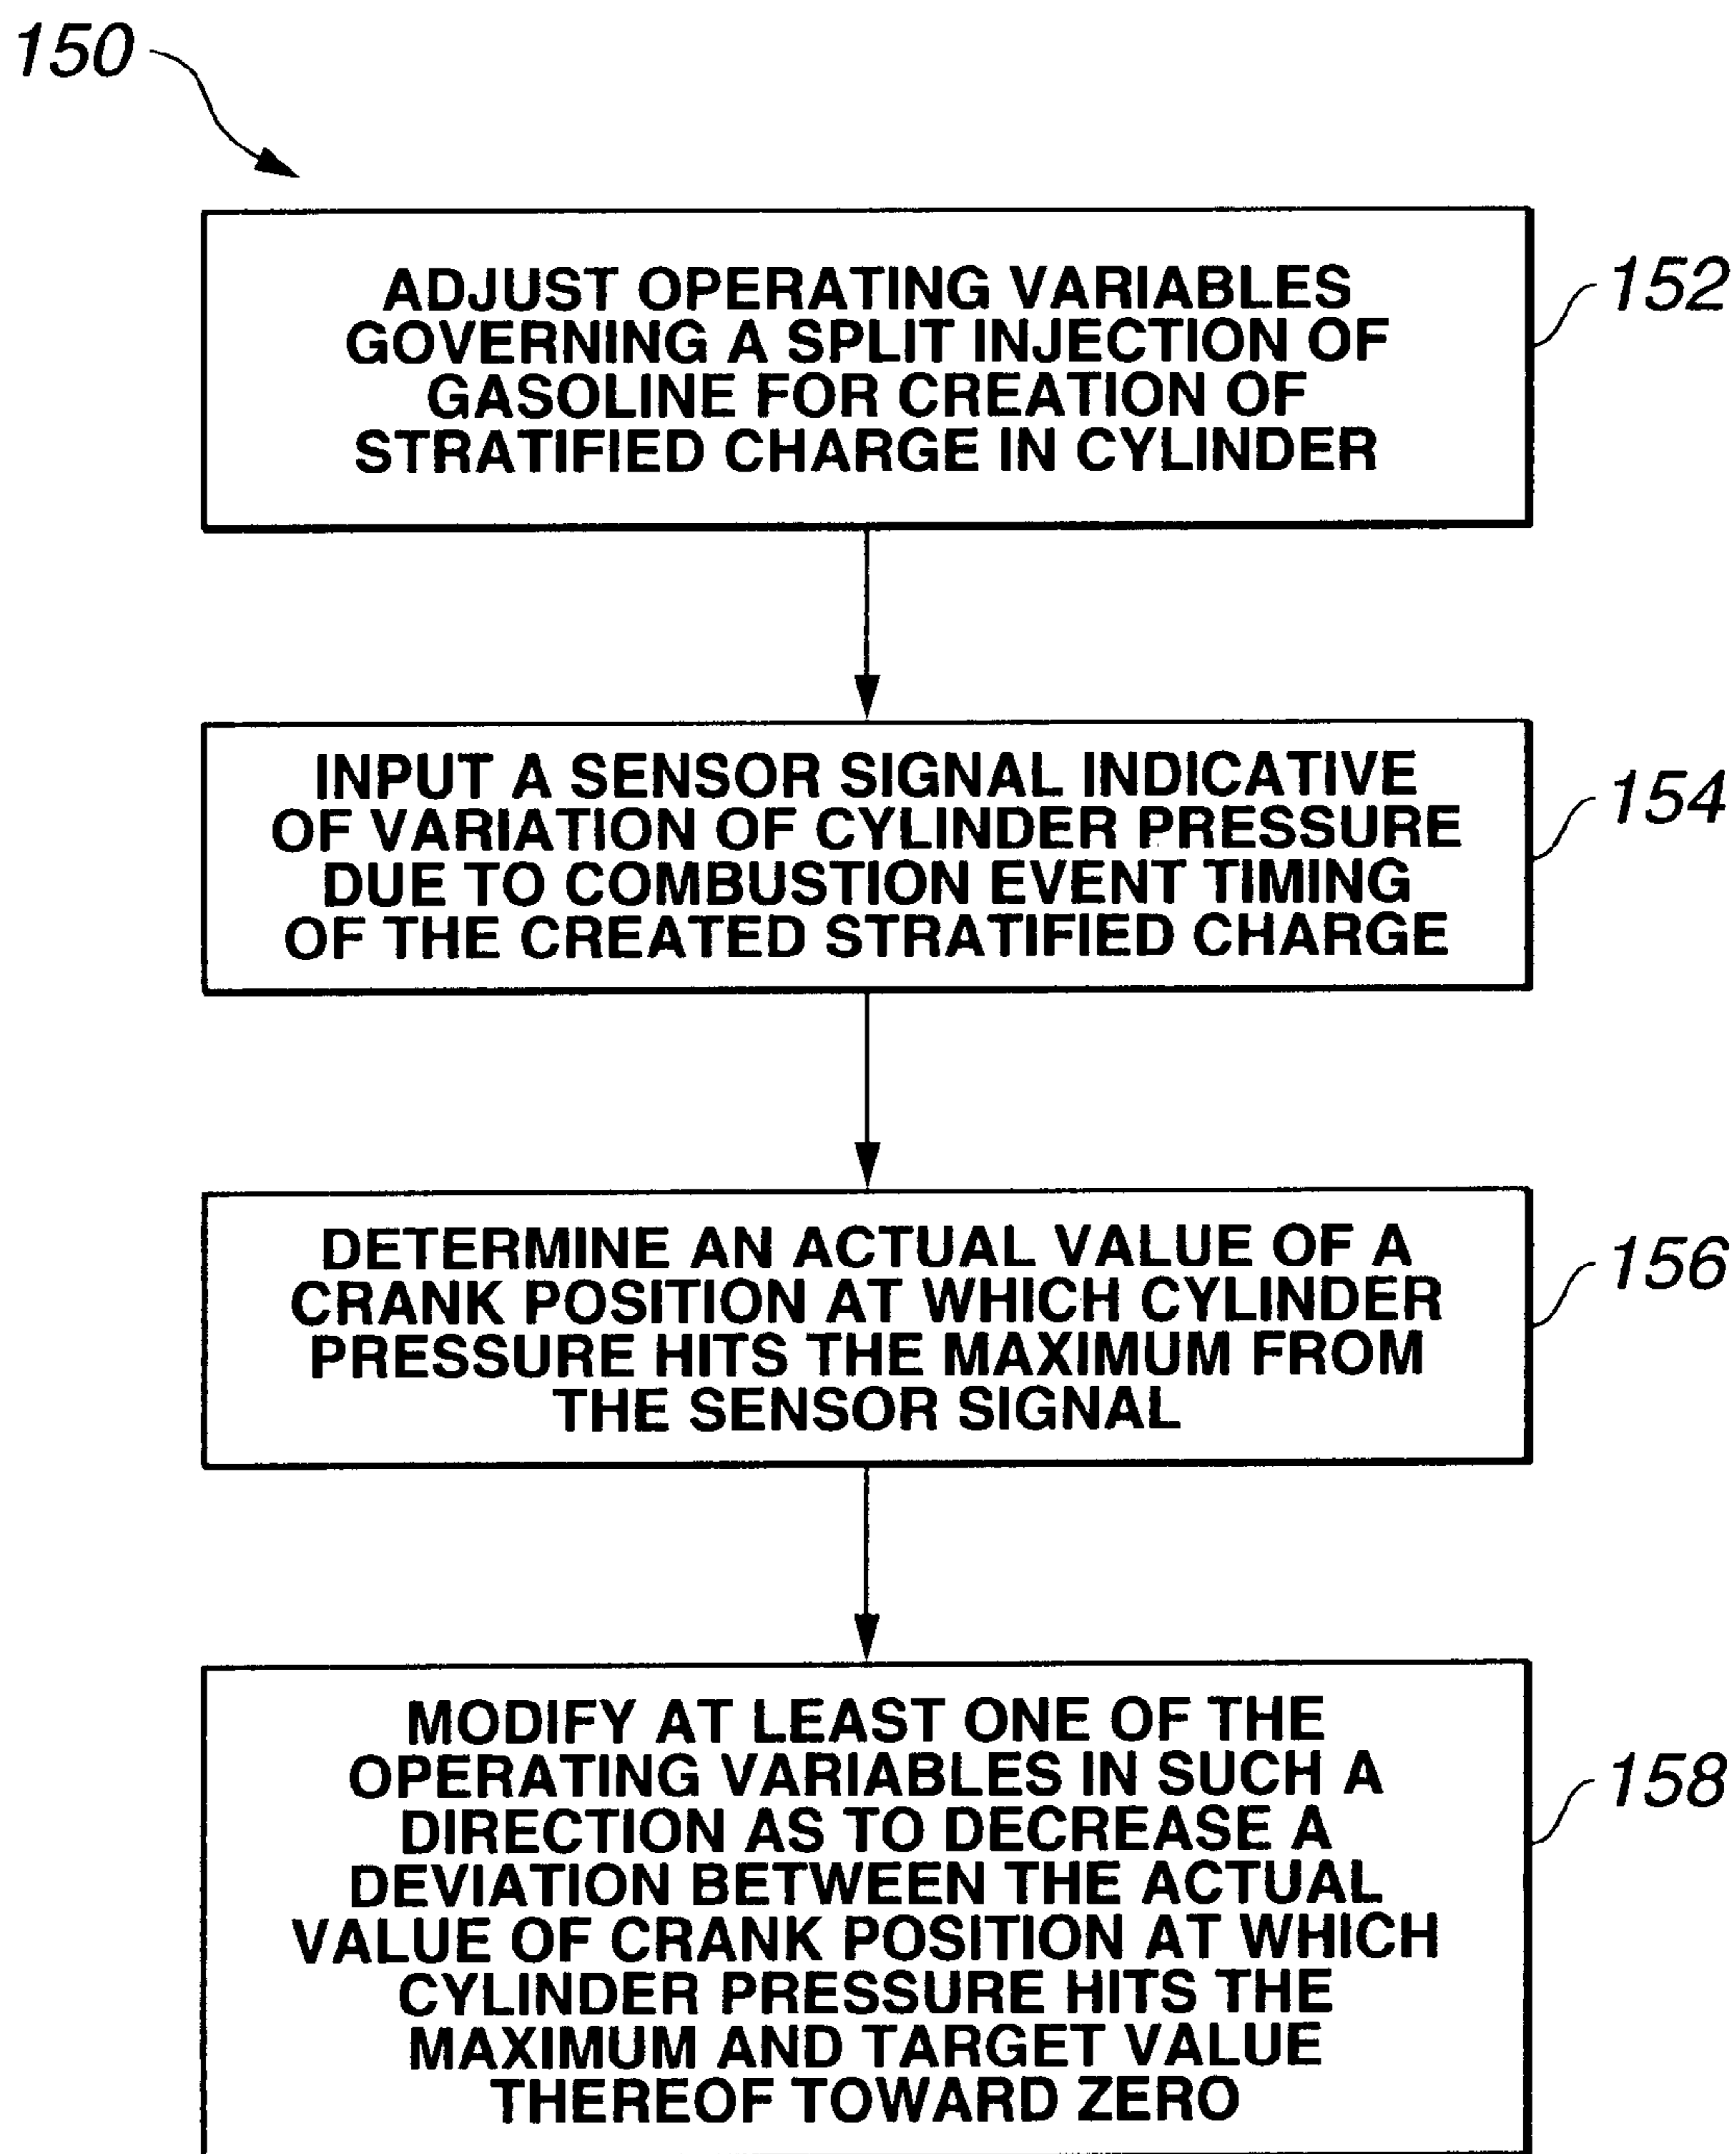 150
ADJUST OPERATING VARIABLES
GOVERNING A SPLIT INJECTION OF
GASOLINE FOR CREATION OF
STRATIFIED CHARGE IN CYLINDER
152
INPUT A SENSOR SIGNAL INDICATIVE
OF VARIATION OF CYLINDER PRESSURE
DUE TO COMBUSTION EVENT TIMING
OF THE CREATED STRATIFIED CHARGE
154
DETERMINE AN ACTUAL VALUE OF A
CRANK POSITION AT WHICH CYLINDER
PRESSURE HITS THE MAXIMUM FROM
THE SENSOR SIGNAL
156
MODIFY AT LEAST ONE OF THE
OPERATING VARIABLES IN SUCH A
DIRECTION AS TO DECREASE A
DEVIATION BETWEEN THE ACTUAL
VALUE OF CRANK POSITION AT WHICH
CYLINDER PRESSURE HITS THE
MAXIMUM AND TARGET VALUE
THEREOF TOWARD ZERO
158